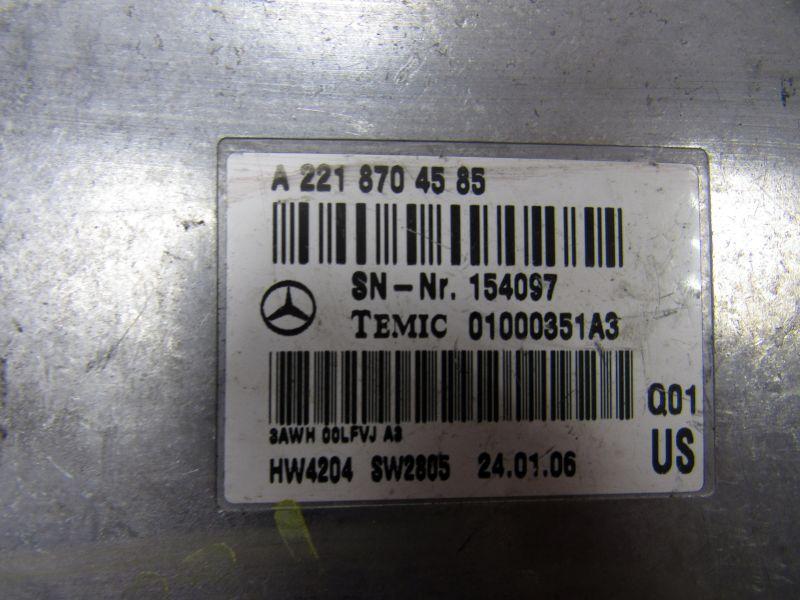 A 221 870 45 85
SN-Nr. 154097
TEMIC 01000351A3
3AWH 00LFVJ A3
Q01
HW4204 SW2805 24.01.06
US